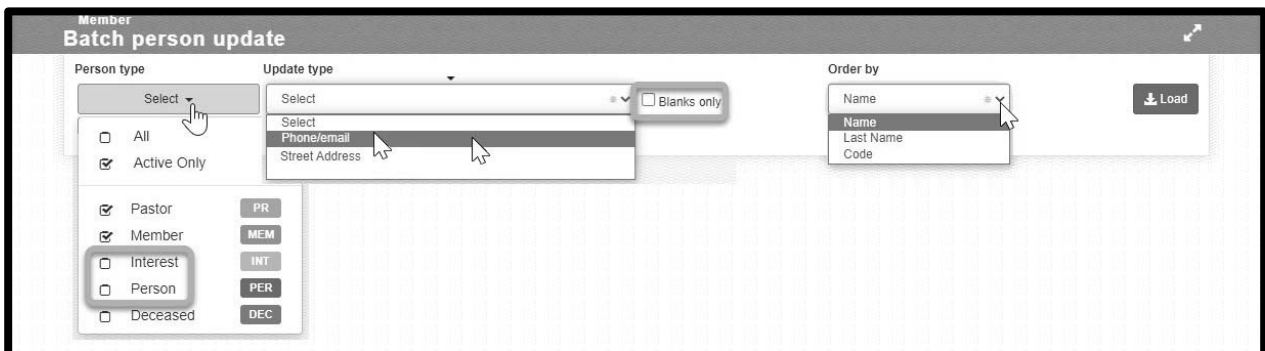 Member
Batch person update
Person type Update type Order by
Select Select Blanks only Name Load
Select Name
All Phone/email Last Name
Active Only Street Address Code
Pastor PR
Member MEM
Interest INT
Person PER
Deceased DEC